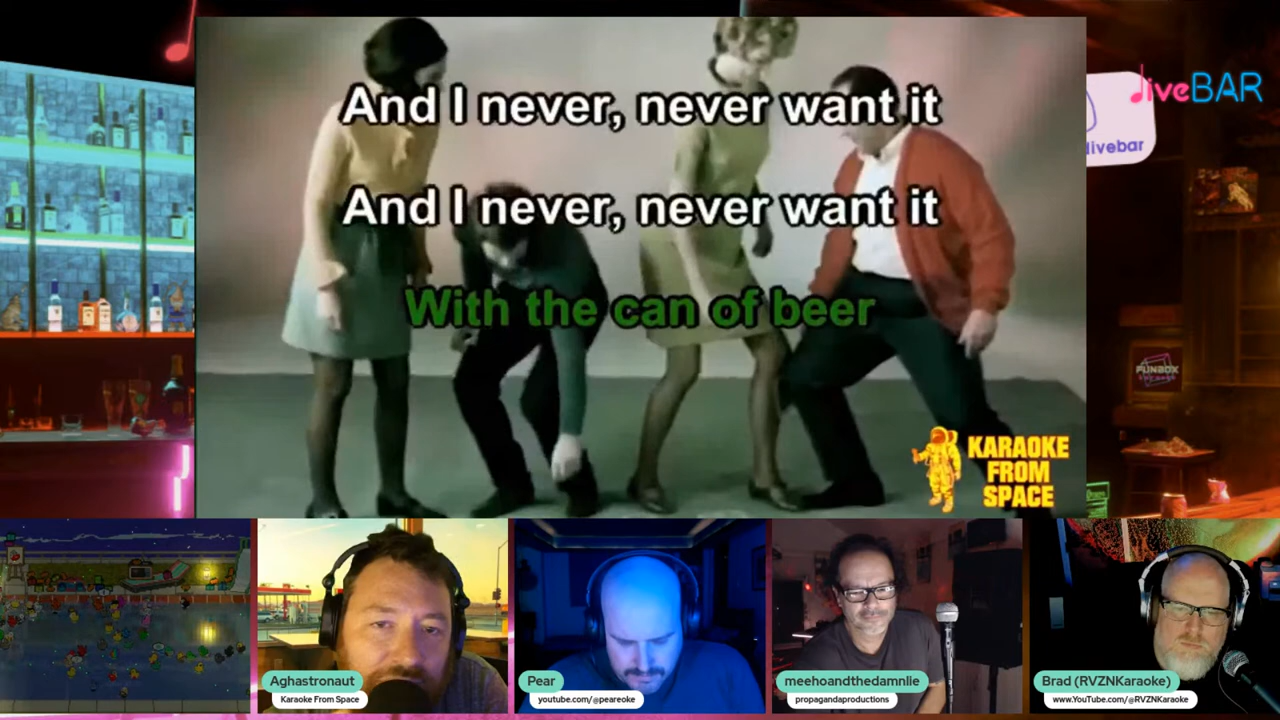 And I never, never want it
And I never, never want it
With the can of beer
KARAOKE
FROM
SPACE
liveBAR
livebar
FUNBOX
Aghastronaut
Karaoke From Space
Pear
youtube.com/@peareoke
meehoandthedamnlie
propagandaproductions
Brad (RVZNKaraoke)
www.YouTube.com/@RVZNKaraoke